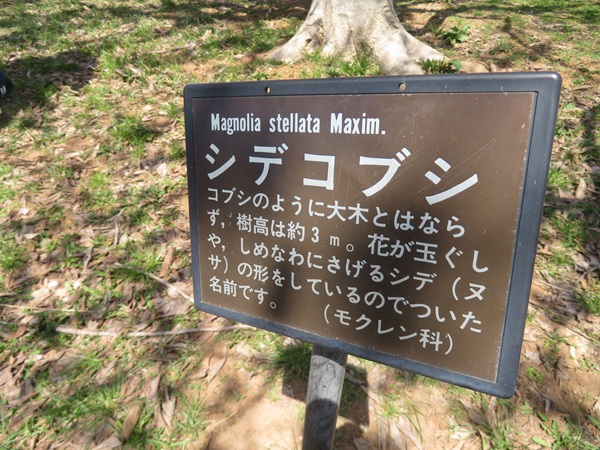 Magnolia stellata Maxim.
シデコブシ
コブシのように大木とはなら
ず，樹高は約3 m。花が玉ぐし
や，しめなわにさげるシデ（ヌ
サ）の形をしているのでついた
名前です。　　（モクレン科）